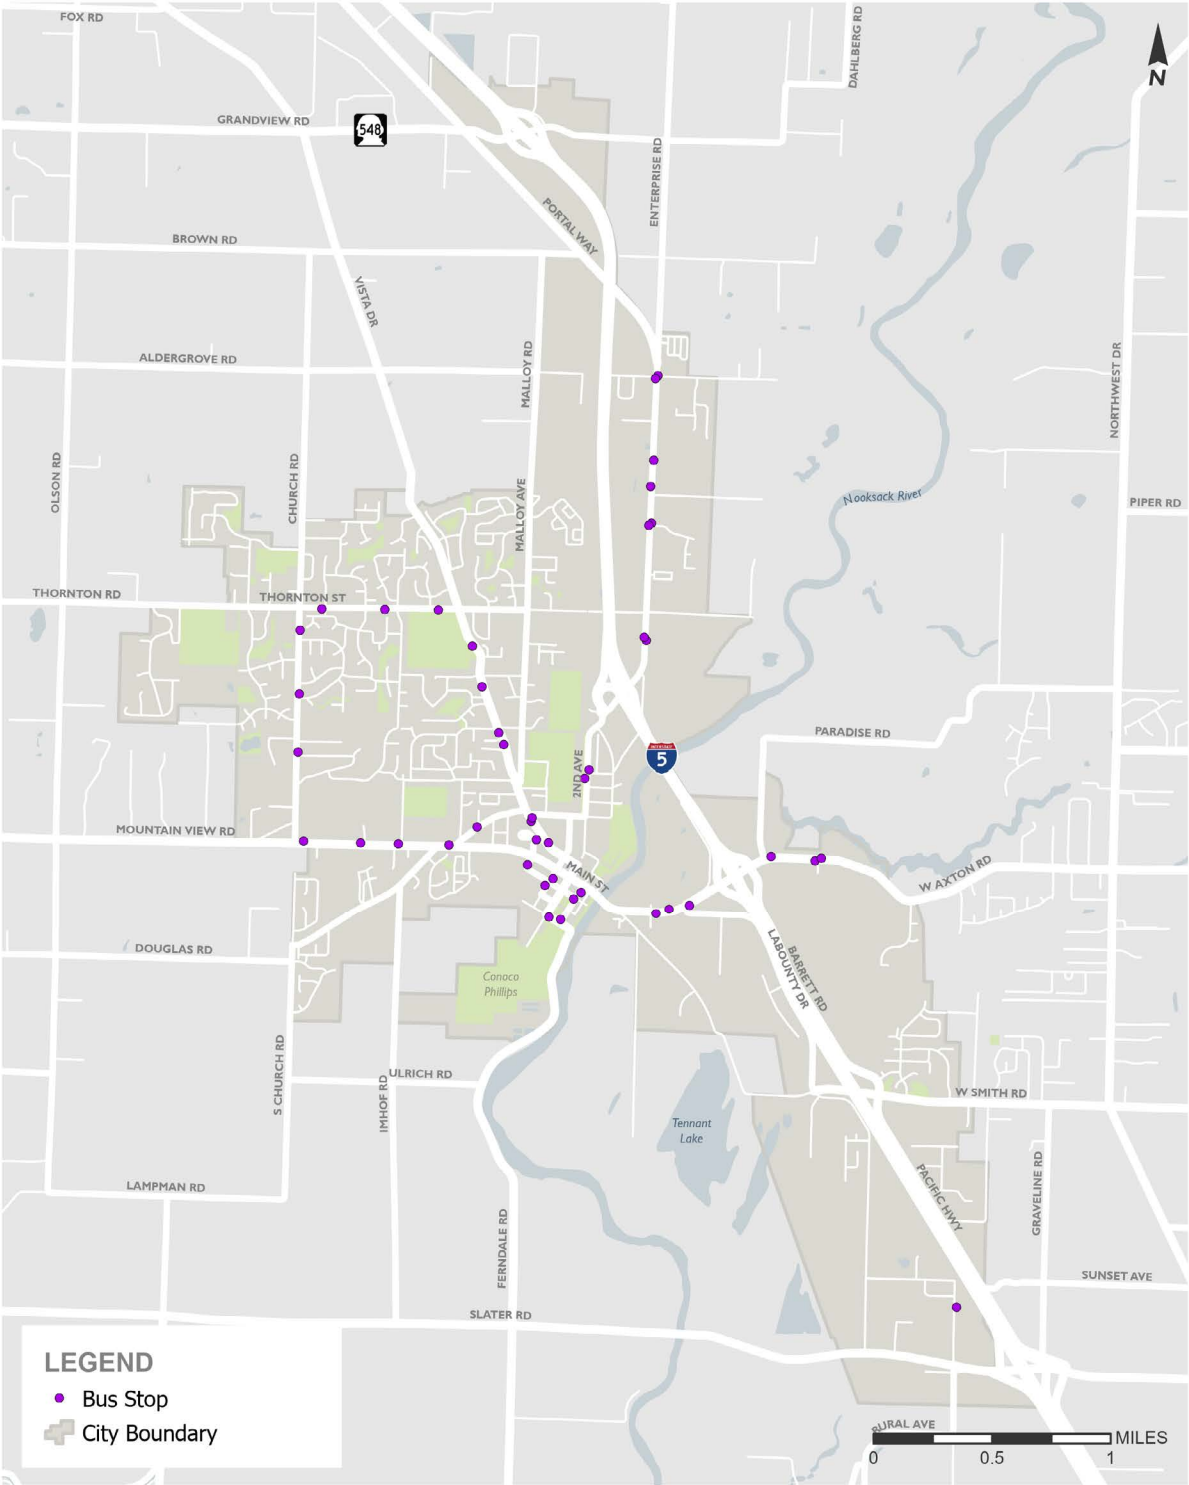 FOX RD
DAHLBERG RD
N
GRANDVIEW RD
548
ENTERPRISE RD
PORTAL WAY
BROWN RD
VISTA DR
ALDERGROVE RD
MALLOY RD
NORTHWEST DR
OLSON RD
CHURCH RD
MALLOY AVE
Nooksack River
PIPER RD
THORNTON RD
THORNTON ST
PARADISE RD
INTERSTATE
5
2ND AVE
MOUNTAIN VIEW RD
MAIN ST
W AXTON RD
DOUGLAS RD
BARRETT RD
LABOUNTY DR
Conoco
Phillips
S CHURCH RD
IMHOF RD
ULRICH RD
W SMITH RD
Tennant
Lake
LAMPMAN RD
PACIFIC HWY
GRAVELINE RD
FERNDALE RD
SUNSET AVE
SLATER RD
LEGEND
Bus Stop
City Boundary
RURAL AVE
MILES
0 0.5 1